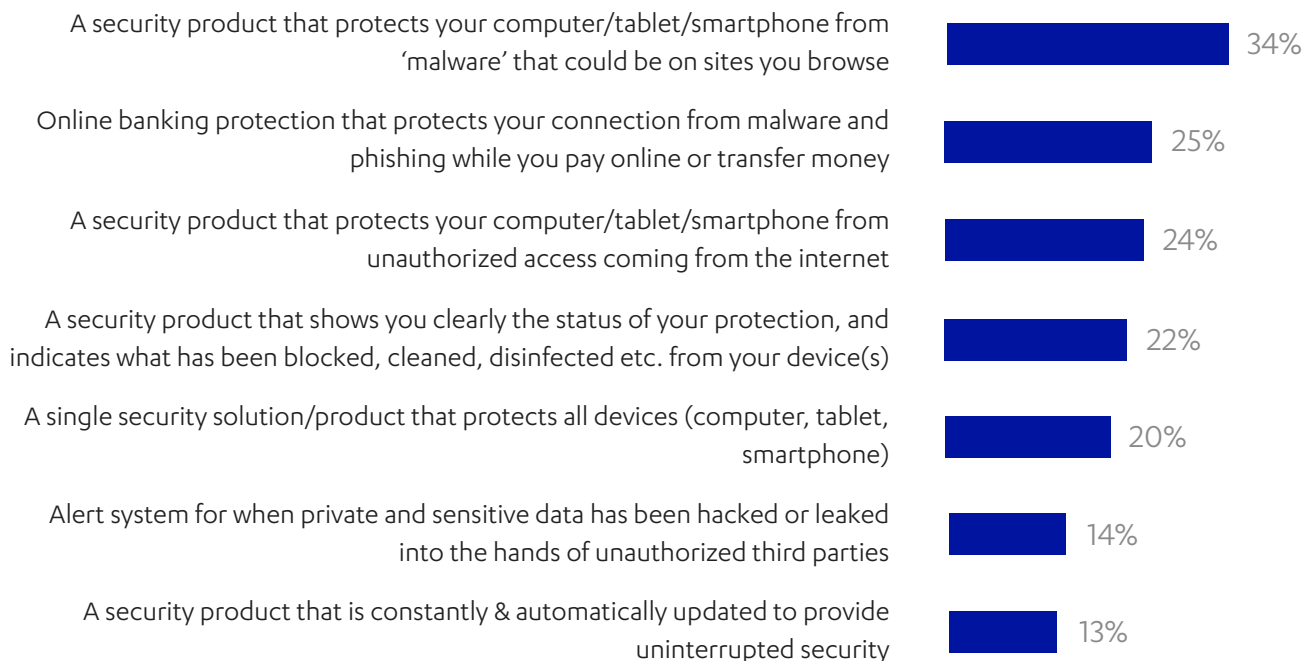 A security product that protects your computer/tablet/smartphone from
‘malware’ that could be on sites you browse
34%
Online banking protection that protects your connection from malware and
phishing while you pay online or transfer money
25%
A security product that protects your computer/tablet/smartphone from
unauthorized access coming from the internet
24%
A security product that shows you clearly the status of your protection, and
indicates what has been blocked, cleaned, disinfected etc. from your device(s)
22%
A single security solution/product that protects all devices (computer, tablet,
smartphone)
20%
Alert system for when private and sensitive data has been hacked or leaked
into the hands of unauthorized third parties
14%
A security product that is constantly & automatically updated to provide
uninterrupted security
13%